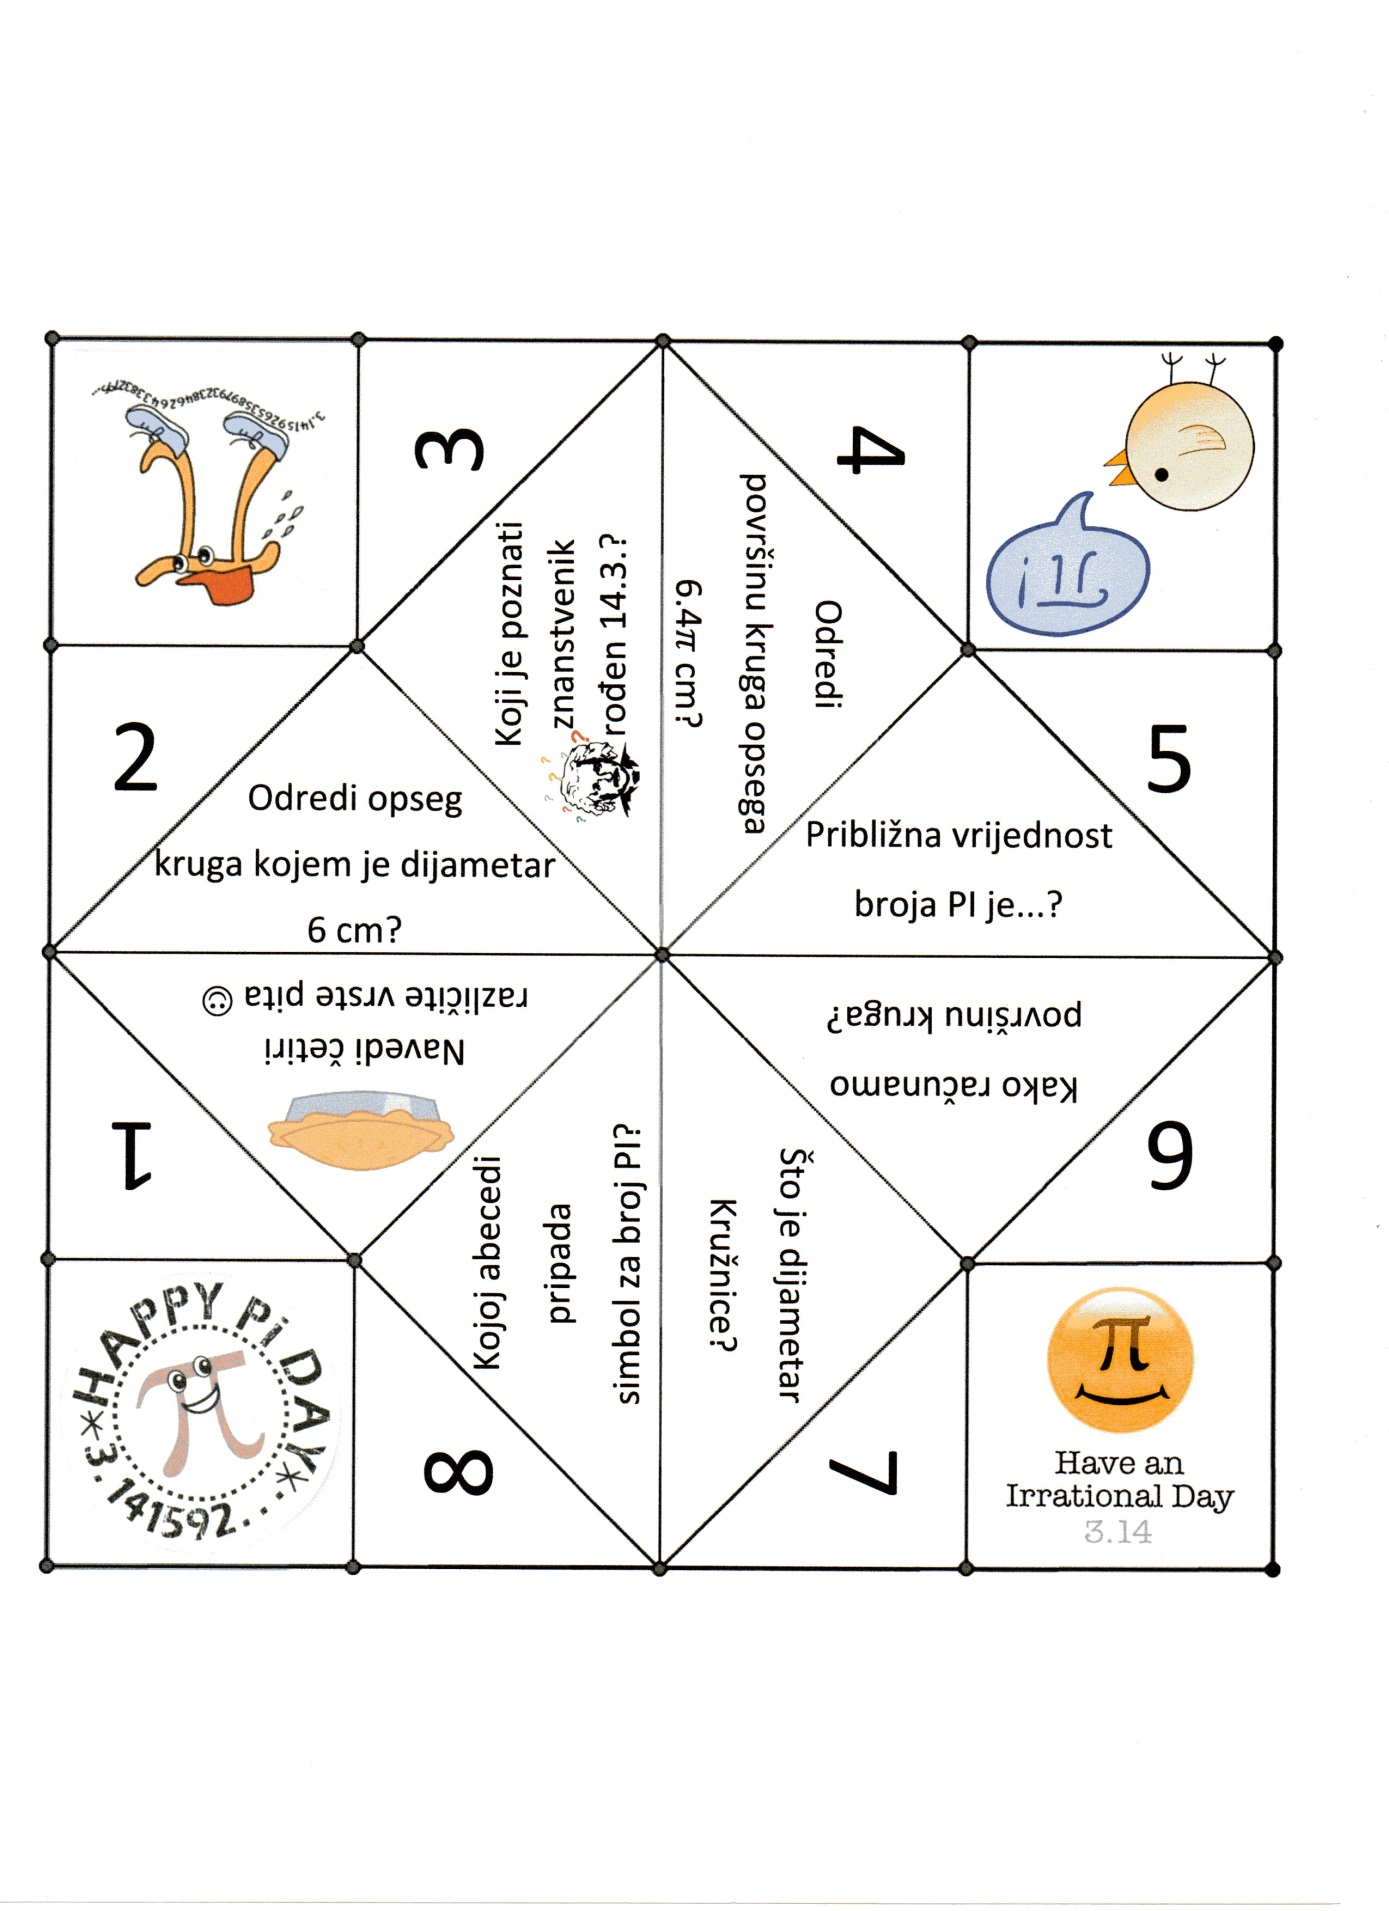 3.141592653589793238462643383279...
3
4
π!
Koji je poznati
znanstvenik
rođen 14.3.?
Odredi
površinu kruga opsega
6.4π cm?
2
Odredi opseg
kruga kojem je dijametar
6 cm?
5
Približna vrijednost
broja PI je...?
1
Navedi četiri
različite vrste pita ☺
6
Kako računamo
površinu kruga?
8
Kojoj abecedi
pripada
simbol za broj PI?
7
Što je dijametar
Kružnice?
HAPPY Pi DAY
*3.141592...*
π
π
Have an
Irrational Day
3.14